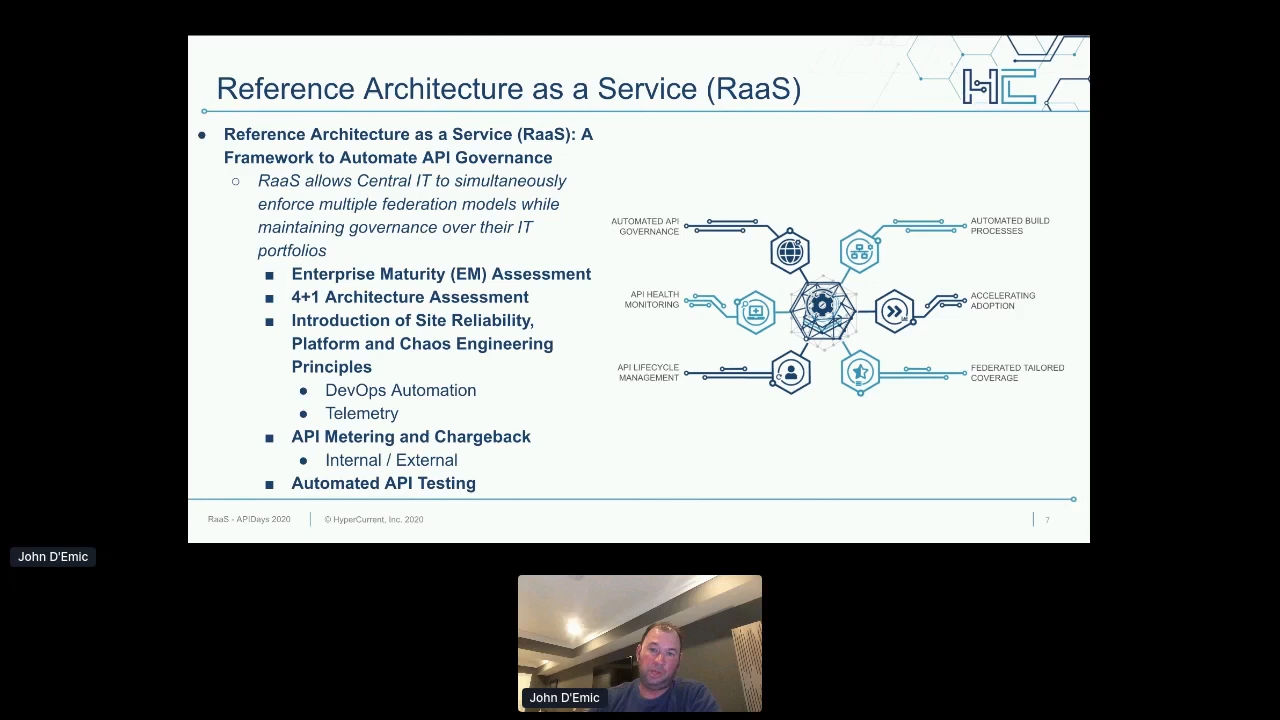 Reference Architecture as a Service (RaaS)
HC
● Reference Architecture as a Service (RaaS): A
Framework to Automate API Governance
○ RaaS allows Central IT to simultaneously
enforce multiple federation models while
maintaining governance over their IT
portfolios
■ Enterprise Maturity (EM) Assessment
■ 4+1 Architecture Assessment
■ Introduction of Site Reliability,
Platform and Chaos Engineering
Principles
● DevOps Automation
● Telemetry
■ API Metering and Chargeback
● Internal / External
■ Automated API Testing
AUTOMATED API
GOVERNANCE
API HEALTH
MONITORING
API LIFECYCLE
MANAGEMENT
AUTOMATED BUILD
PROCESSES
ACCELERATING
ADOPTION
FEDERATED TAILORED
COVERAGE
RaaS - APIDays 2020
© HyperCurrent, Inc. 2020
7
John D'Emic
John D'Emic